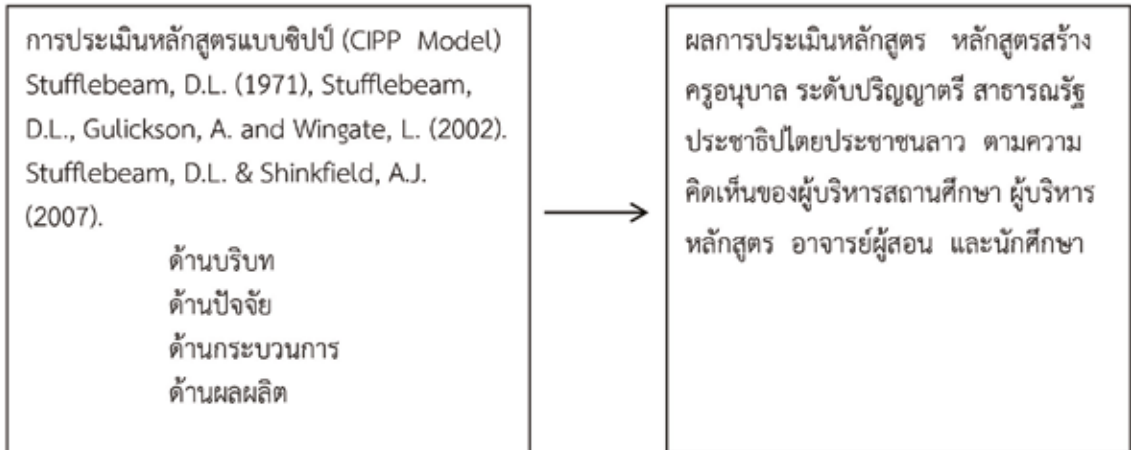 การประเมินหลักสูตรแบบซิปป์ (CIPP Model)
Stufflebeam, D.L. (1971), Stufflebeam,
D.L., Gulickson, A. and Wingate, L. (2002).
Stufflebeam, D.L. & Shinkfield, A.J.
(2007).
ด้านบริบท
ด้านปัจจัย
ด้านกระบวนการ
ด้านผลผลิต
ผลการประเมินหลักสูตร หลักสูตรสร้าง
ครูอนุบาล ระดับปริญญาตรี สาธารณรัฐ
ประชาธิปไตยประชาชนลาว ตามความ
คิดเห็นของผู้บริหารสถานศึกษา ผู้บริหาร
หลักสูตร อาจารย์ผู้สอน และนักศึกษา